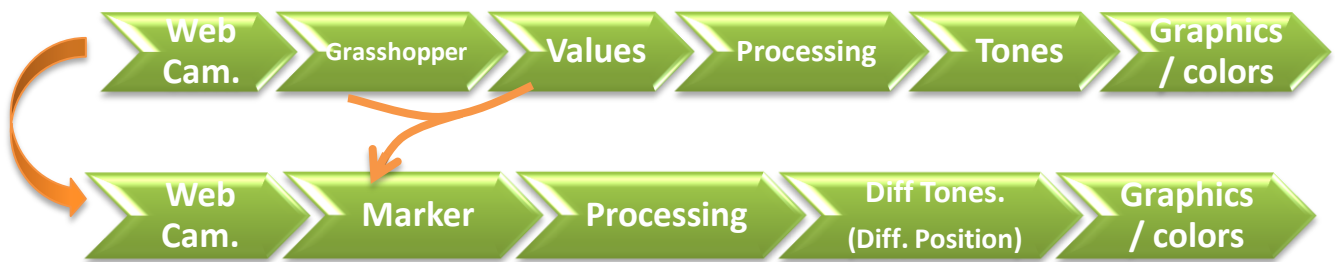 Web
Cam.
Grasshopper
Values
Processing
Tones
Graphics
/ colors
Web
Cam.
Marker
Processing
Diff Tones.
(Diff. Position)
Graphics
/ colors